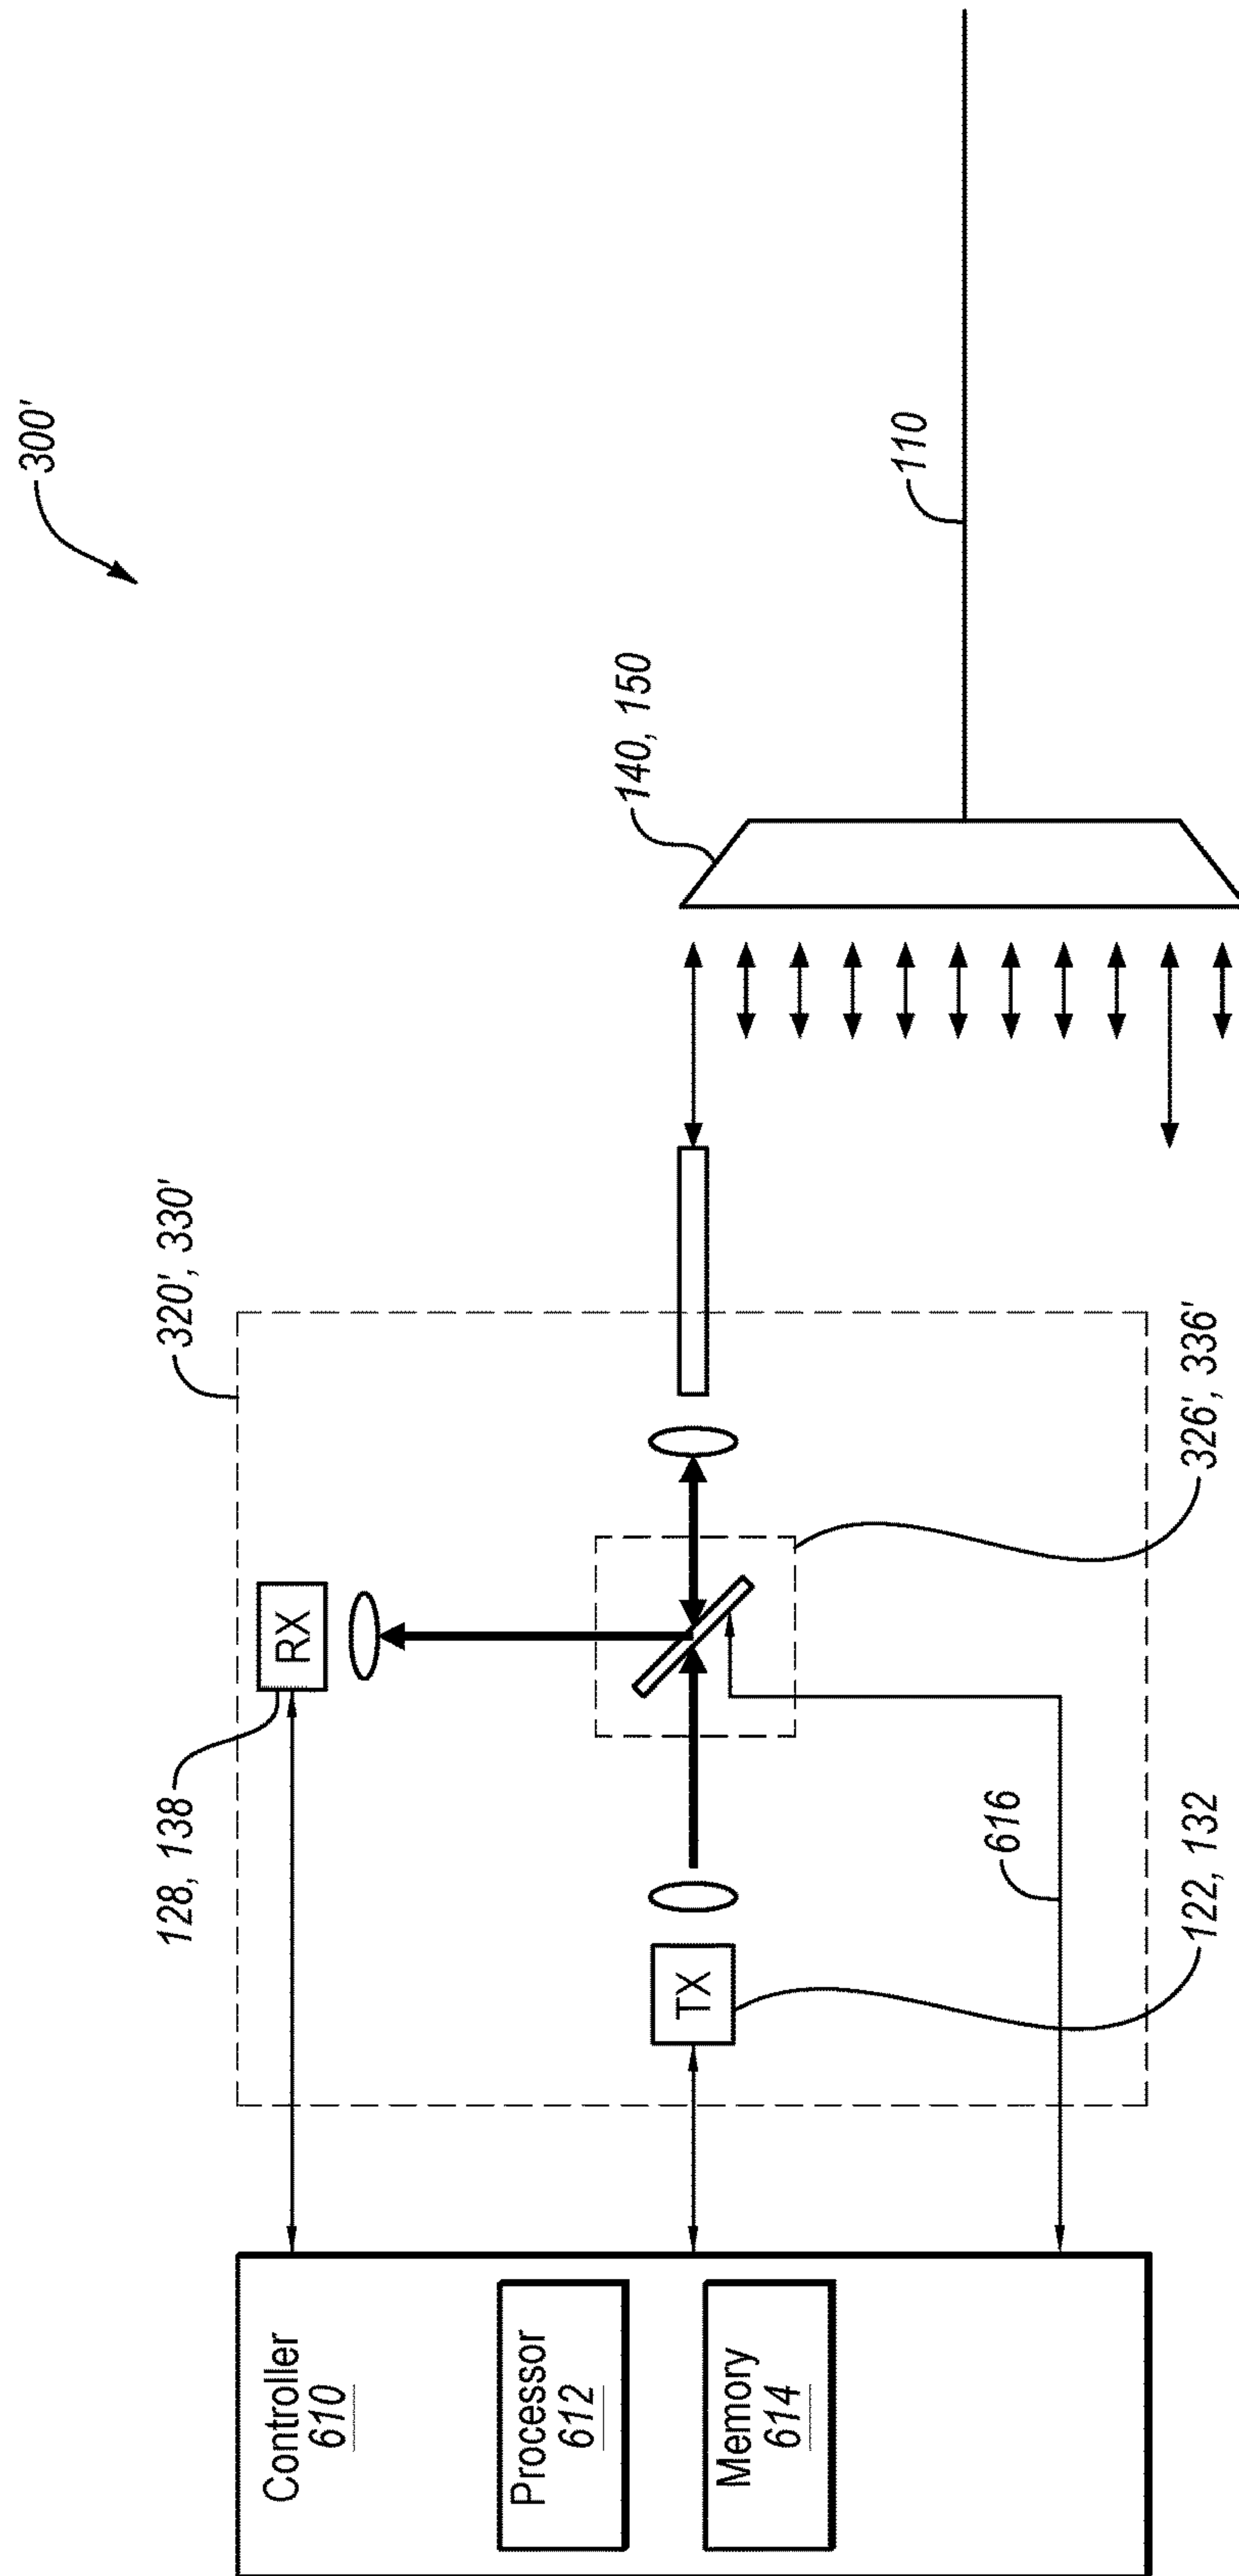 300'
110
140, 150
320', 330'
326', 336'
RX
128, 138
616
122, 132
TX
Controller
610
Processor
612
Memory
614